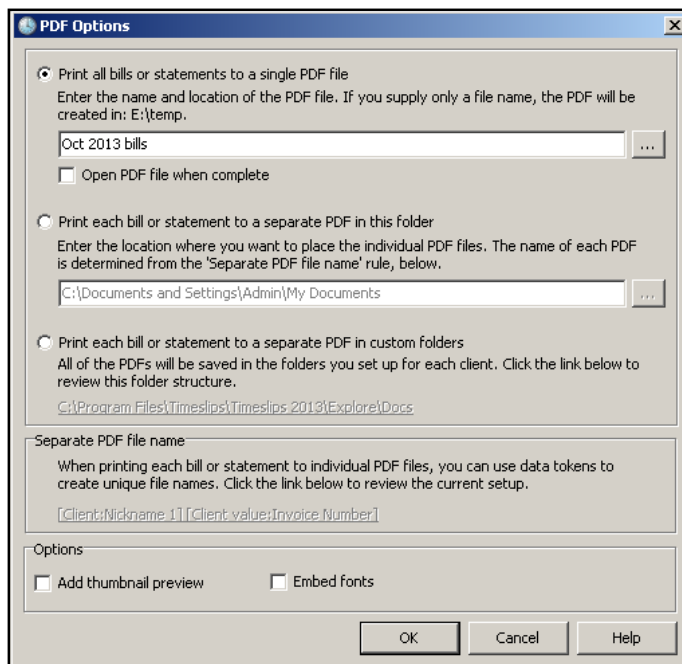 PDF Options
Print all bills or statements to a single PDF file
Enter the name and location of the PDF file. If you supply only a file name, the PDF will be
created in: E:\temp.
Oct 2013 bills
...
Open PDF file when complete
Print each bill or statement to a separate PDF in this folder
Enter the location where you want to place the individual PDF files. The name of each PDF
is determined from the 'Separate PDF file name' rule, below.
C:\Documents and Settings\Admin\My Documents
...
Print each bill or statement to a separate PDF in custom folders
All of the PDFs will be saved in the folders you set up for each client. Click the link below to
review this folder structure.
C:\Program Files\Timeslips\Timeslips 2013\Explore\Docs
Separate PDF file name
When printing each bill or statement to individual PDF files, you can use data tokens to
create unique file names. Click the link below to review the current setup.
[Client:Nickname 1][Client value:Invoice Number]
Options
Add thumbnail preview
Embed fonts
OK
Cancel
Help